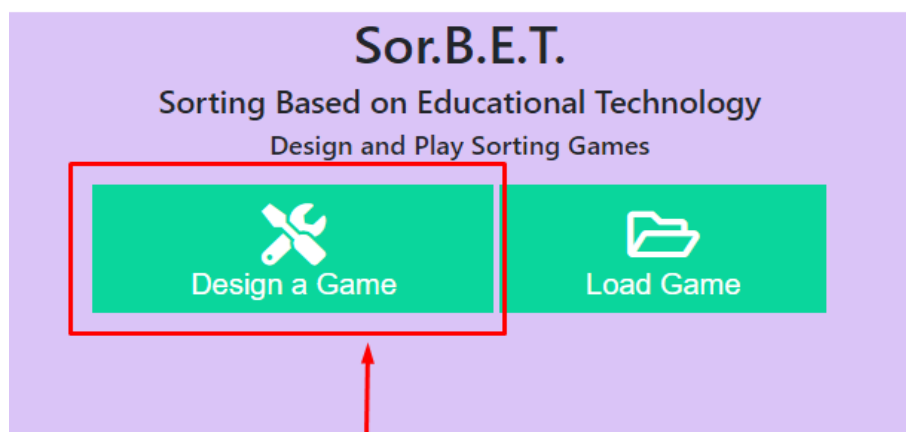 Sor.B.E.T.
Sorting Based on Educational Technology
Design and Play Sorting Games
Design a Game
Load Game